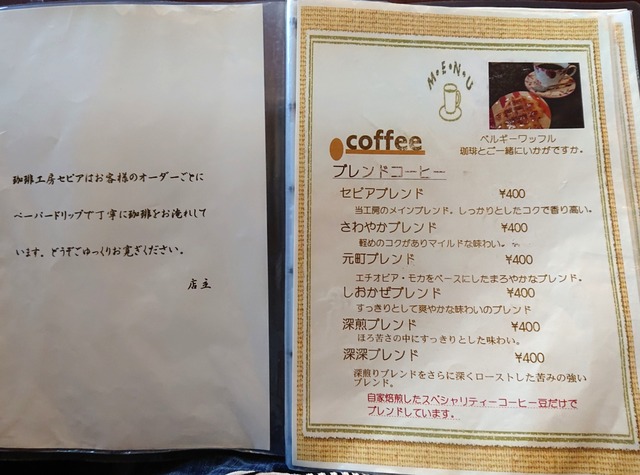 珈琲工房セピアはお客様のオーダーごとに
ペーパードリップで丁寧に珈琲をお淹れして
います。どうぞごゆっくりお寛ぎください。
店主
M・E・N・U
ベルギーワッフル
珈琲とご一緒にいかがですか。
coffee
ブレンドコーヒー
セピアブレンド ¥400
当工房のメインブレンド。しっかりとしたコクで香り高い。
さわやかブレンド ¥400
軽めのコクがありマイルドな味わい。
元町ブレンド ¥400
エチオピア・モカをベースにしたまろやかなブレンド。
しおかぜブレンド ¥400
すっきりとして爽やかな味わいのブレンド
深煎ブレンド ¥400
ほろ苦さの中にすっきりとした味わい。
深深ブレンド ¥400
深煎りブレンドをさらに深くローストした苦みの強い
ブレンド。
自家焙煎したスペシャリティーコーヒー豆だけで
ブレンドしています。